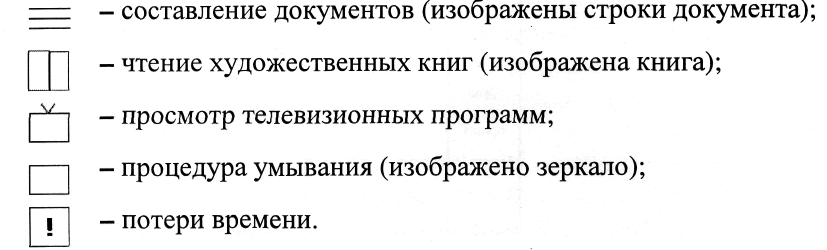 – составление документов (изображены строки документа);
– чтение художественных книг (изображена книга);
– просмотр телевизионных программ;
– процедура умывания (изображено зеркало);
! – потери времени.